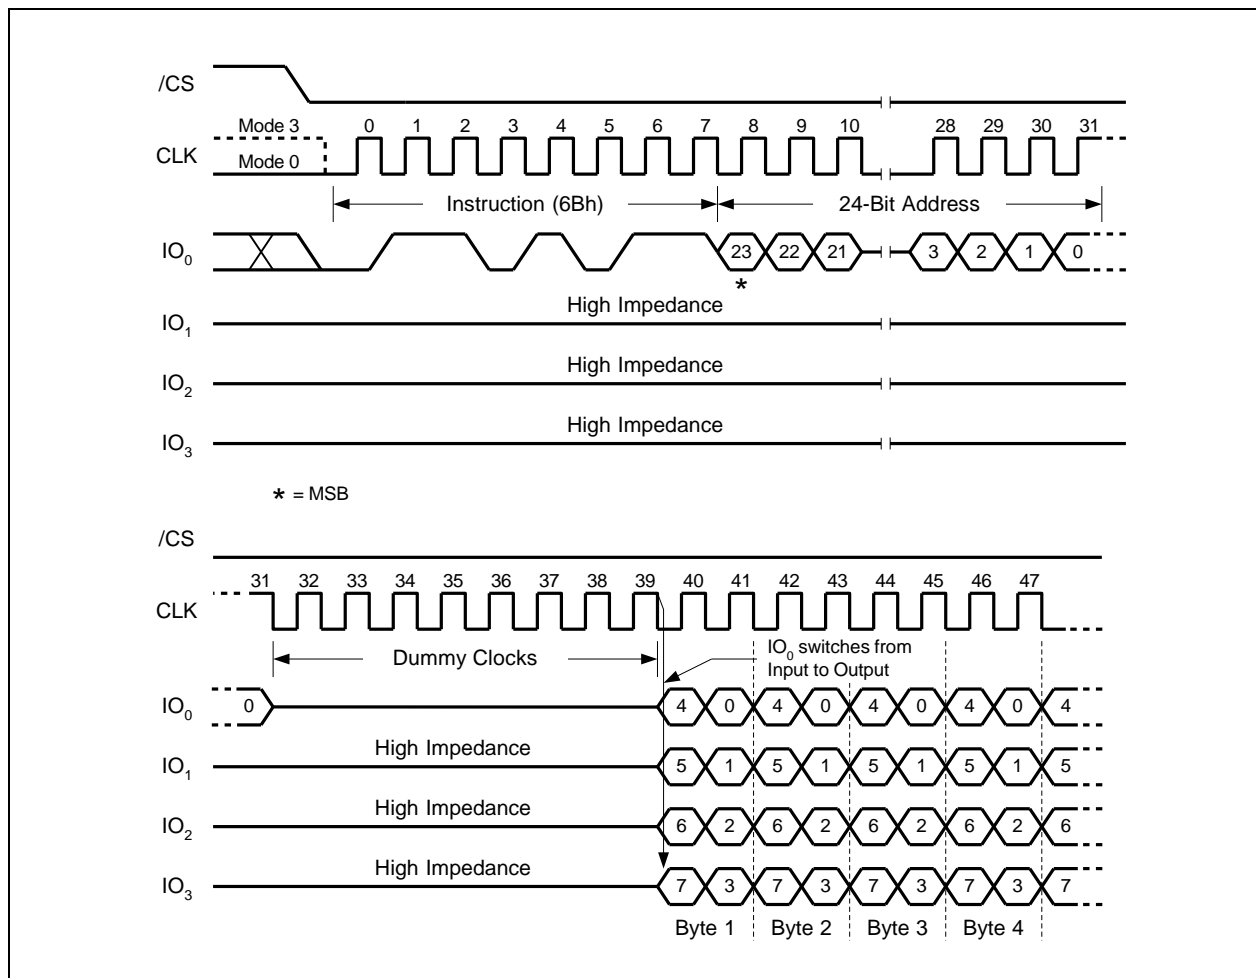 /CS
Mode 3 0 1 2 3 4 5 6 7 8 9 10 28 29 30 31
CLK
Mode 0
Instruction (6Bh) 24-Bit Address
IO0 23 22 21 3 2 1 0
*
High Impedance
IO1
High Impedance
IO2
High Impedance
IO3
* = MSB
/CS
31 32 33 34 35 36 37 38 39 40 41 42 43 44 45 46 47
CLK
IO0 switches from
Dummy Clocks
Input to Output
IO0 0 4 0 4 0 4 0 4 0 4
High Impedance
IO1 5 1 5 1 5 1 5 1 5
High Impedance
IO2 6 2 6 2 6 2 6 2 6
High Impedance
IO3 7 3 7 3 7 3 7 3 7
Byte 1 Byte 2 Byte 3 Byte 4